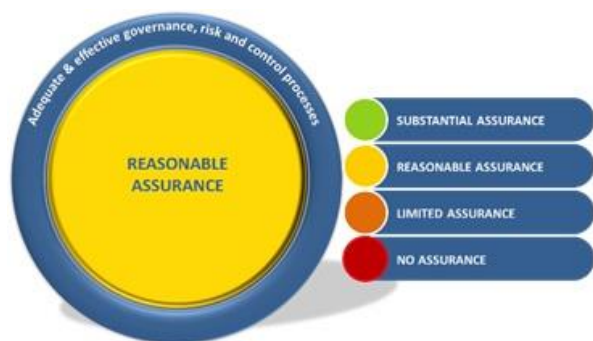 Adequate & effective governance, risk and control processes
REASONABLE
ASSURANCE
SUBSTANTIAL ASSURANCE
REASONABLE ASSURANCE
LIMITED ASSURANCE
NO ASSURANCE